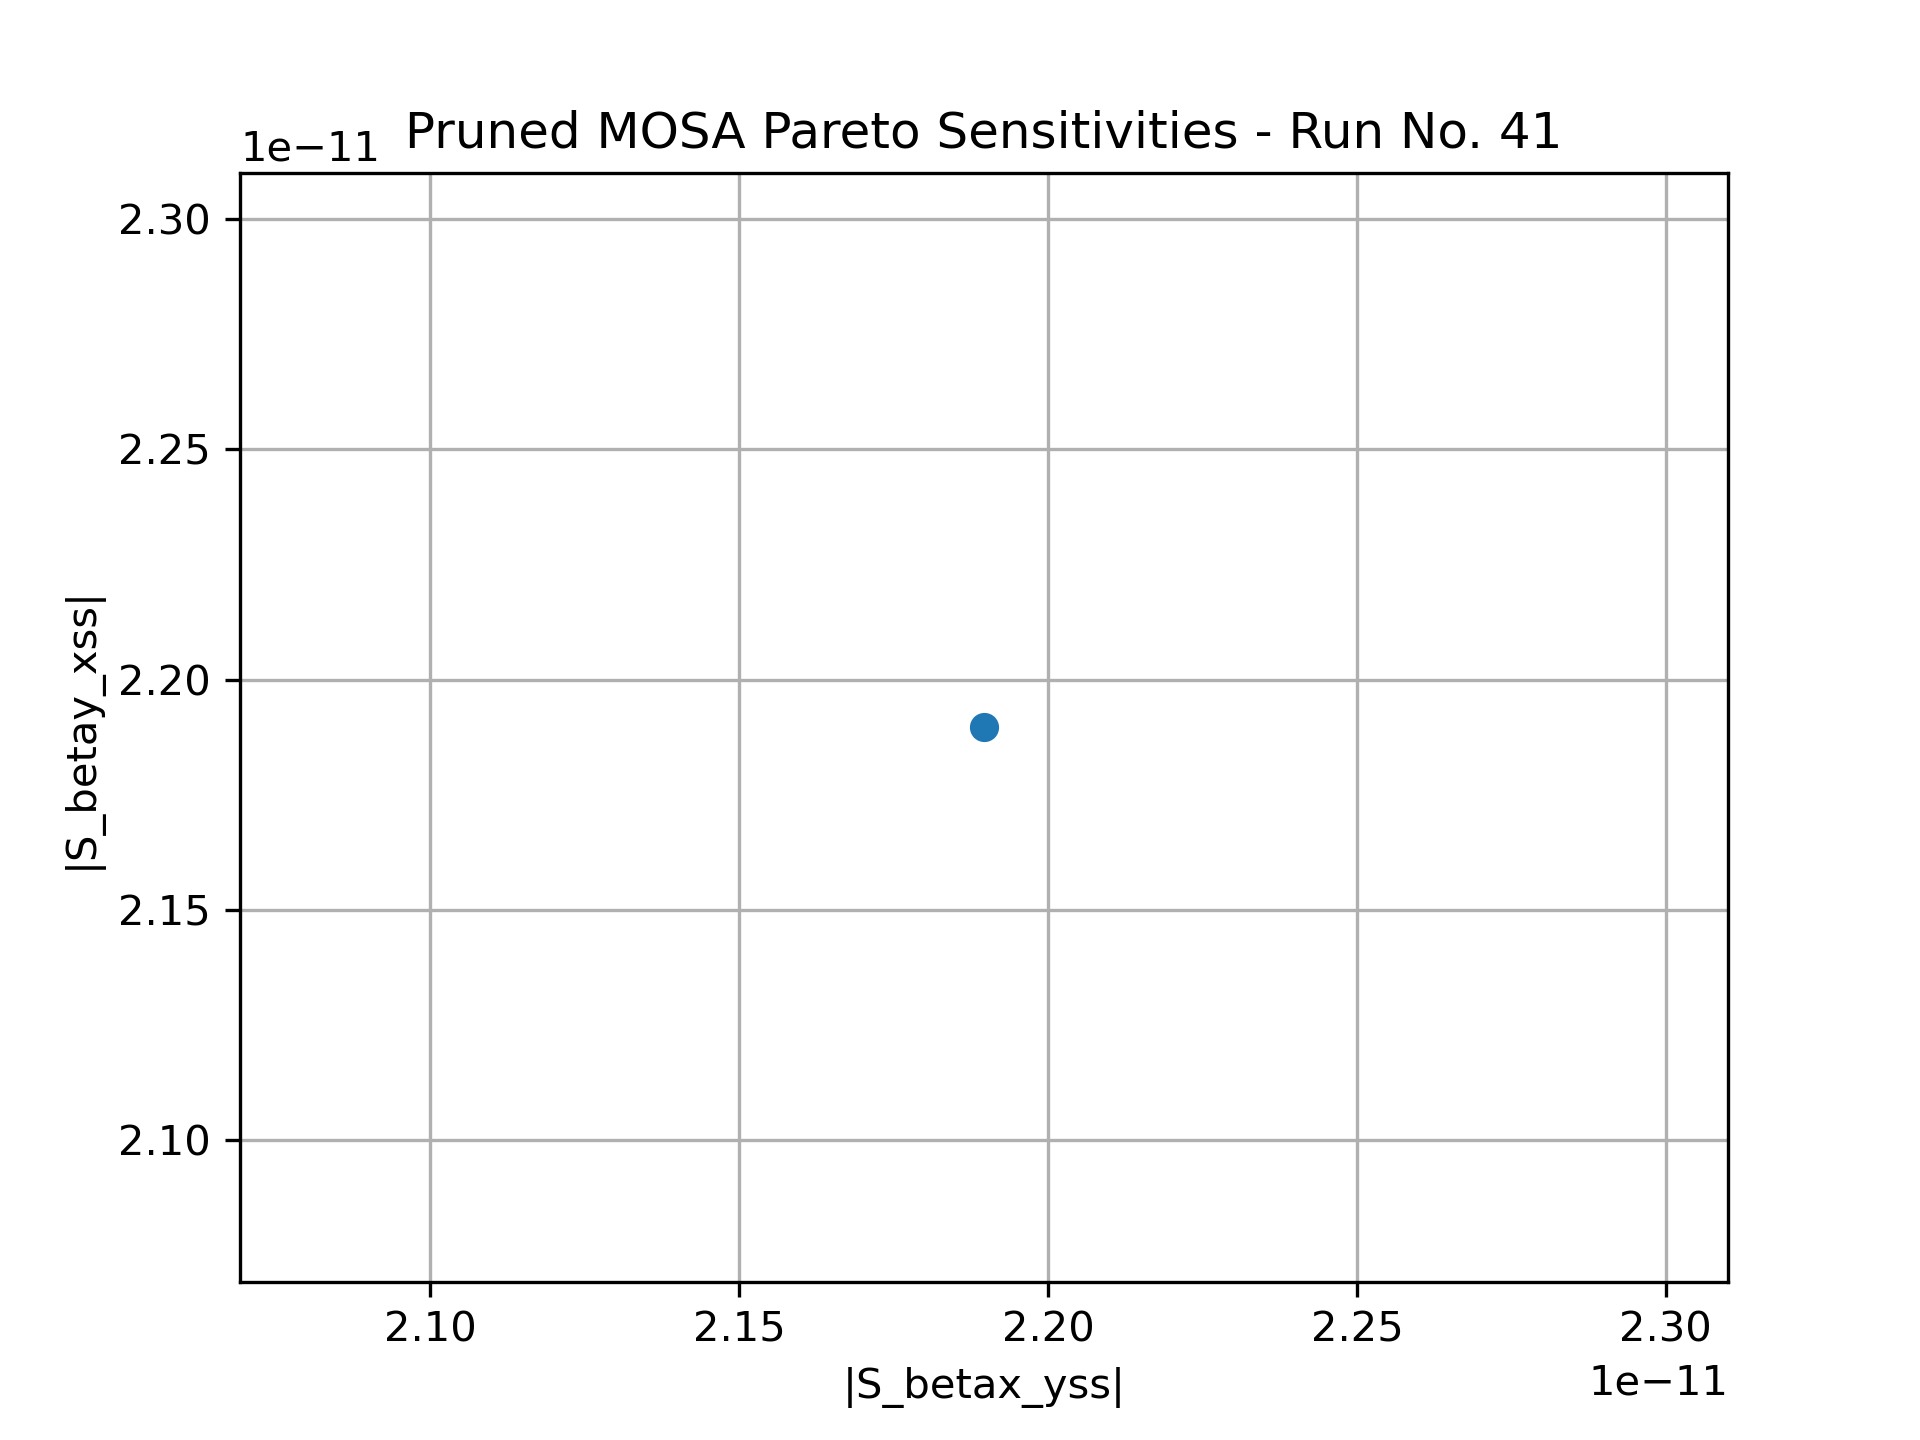 Pruned MOSA Pareto Sensitivities - Run No. 41
1e−11
2.30
2.25
2.20
2.15
2.10
|S_betay_xss|
2.10 2.15 2.20 2.25 2.30
|S_betax_yss|
1e−11